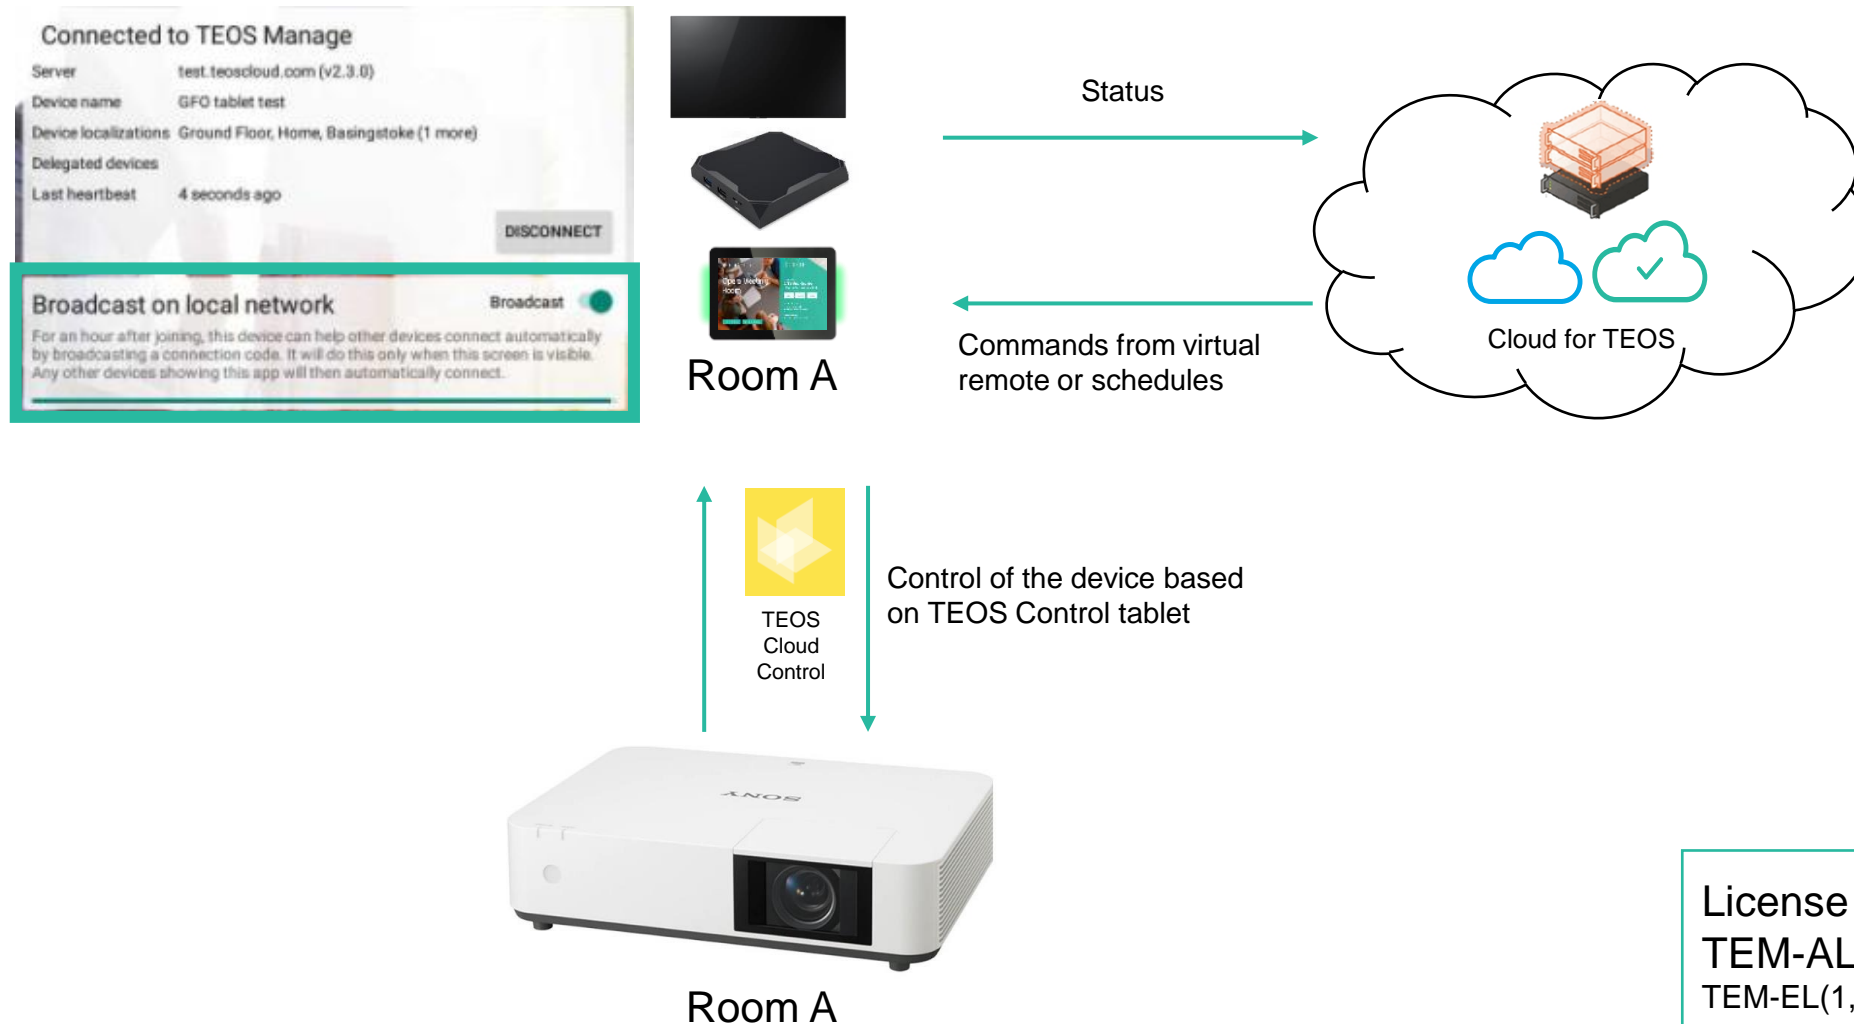 Connected to TEOS Manage
Server test.teoscloud.com (v2.3.0)
Device name GFO tablet test
Device localizations Ground Floor, Home, Basingstoke (1 more)
Delegated devices
Last heartbeat 4 seconds ago
DISCONNECT
Broadcast on local network Broadcast
For an hour after joining, this device can help other devices connect automatically
by broadcasting a connection code. It will do this only when this screen is visible.
Any other devices showing this app will then automatically connect.
Room A
Status
Commands from virtual
remote or schedules
Cloud for TEOS
TEOS
Cloud
Control
Control of the device based
on TEOS Control tablet
SONY
Room A
License
TEM-AL
TEM-EL(1,